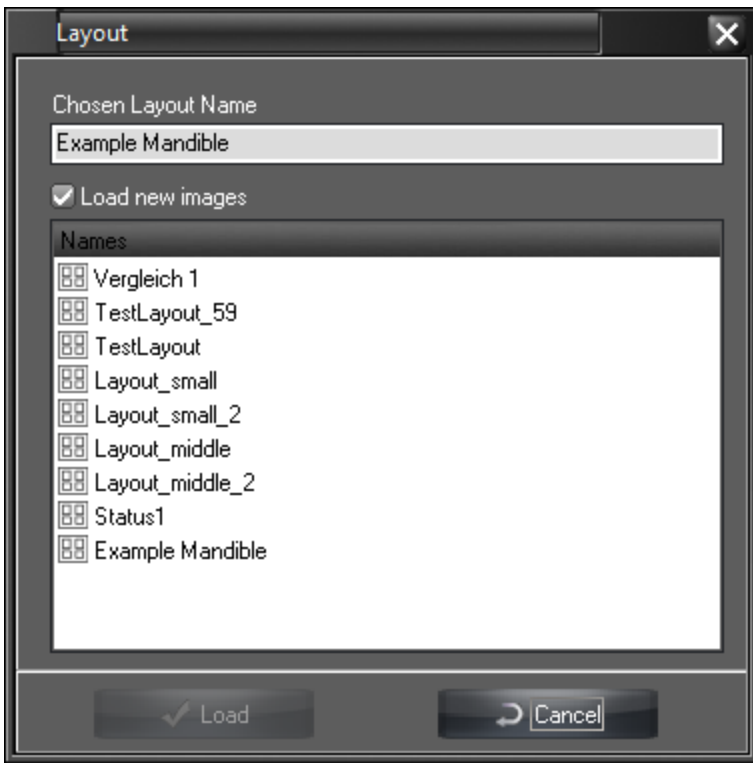 Layout
Chosen Layout Name
Example Mandible
Load new images
Names
Vergleich 1
TestLayout_59
TestLayout
Layout_small
Layout_small_2
Layout_middle
Layout_middle_2
Status1
Example Mandible
Load
Cancel